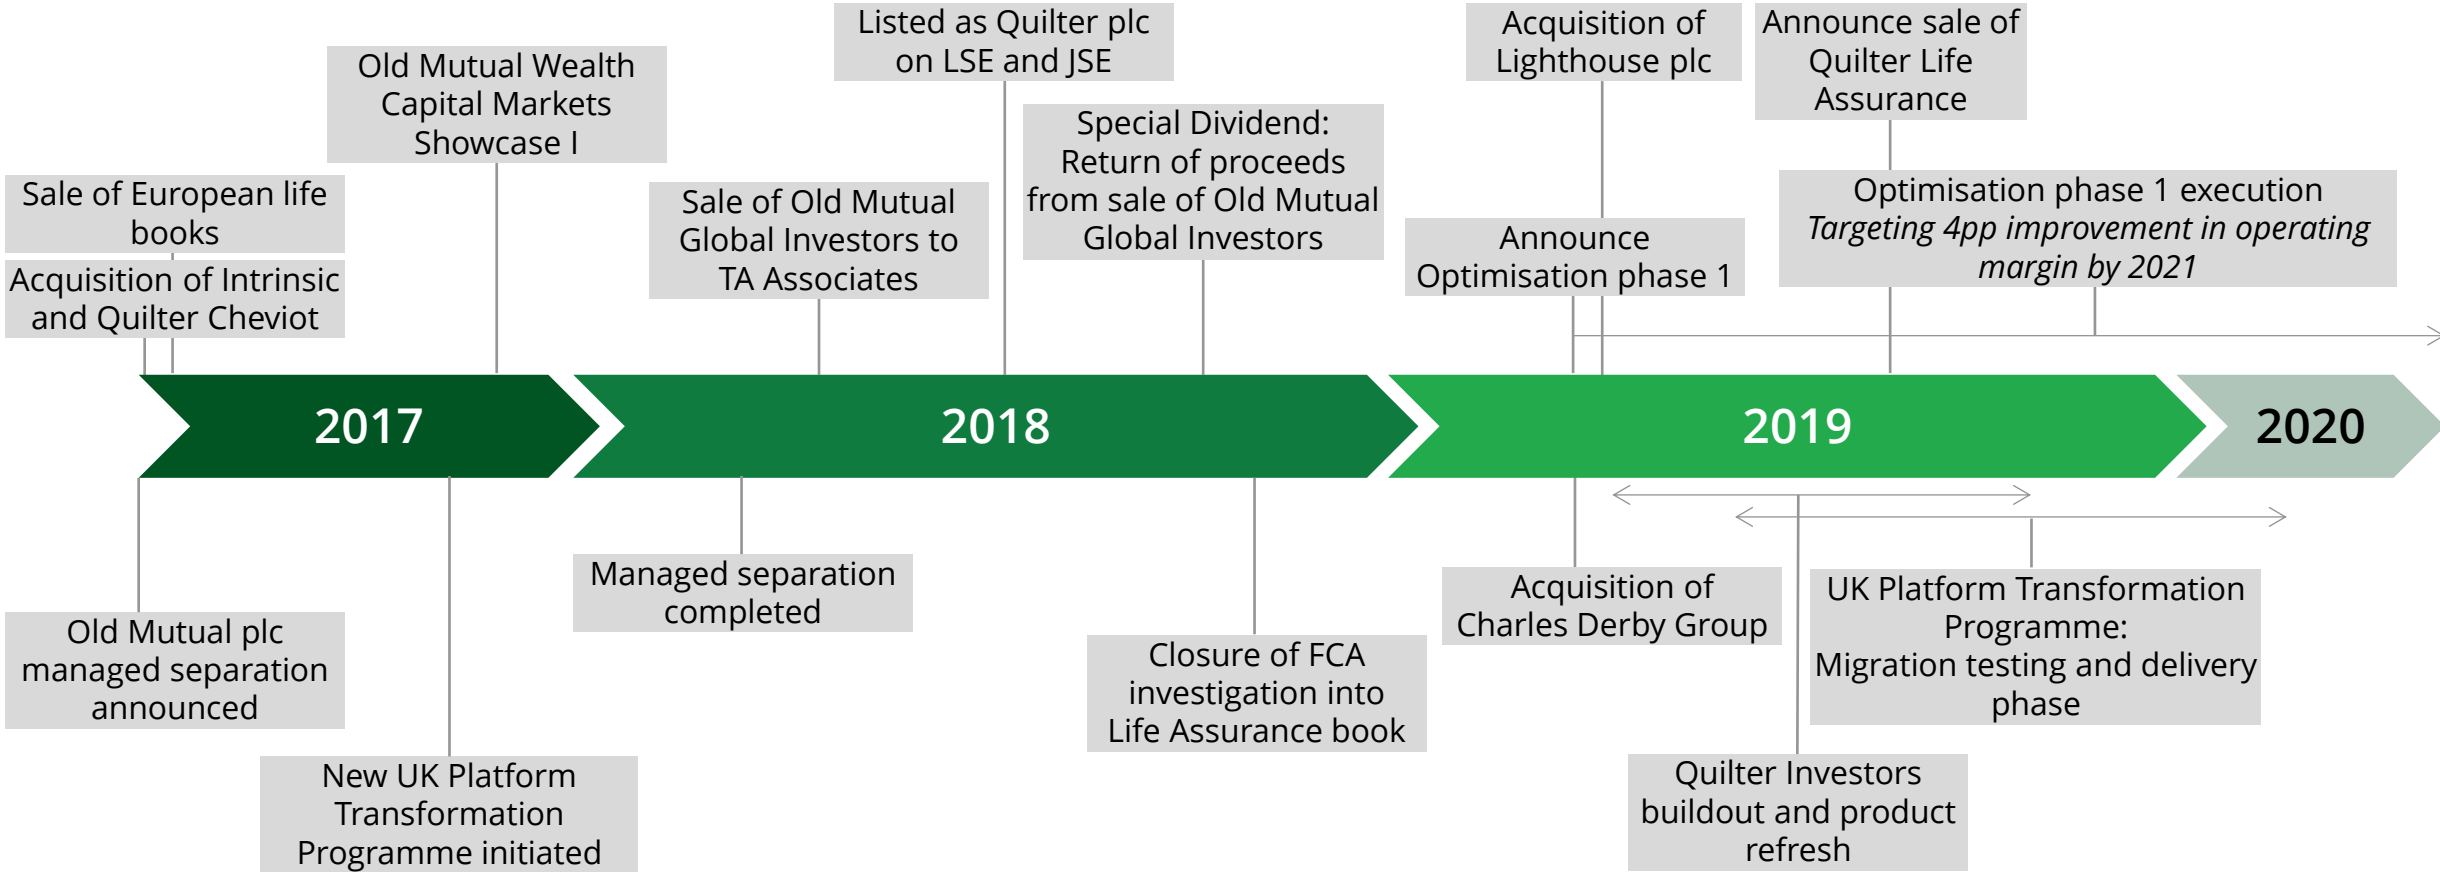 Listed as Quilter plc
on LSE and JSE
Acquisition of
Lighthouse plc
Announce sale of
Quilter Life
Assurance
Old Mutual Wealth
Capital Markets
Showcase I
Special Dividend:
Return of proceeds
from sale of Old Mutual
Global Investors
Sale of European life
books
Sale of Old Mutual
Global Investors to
TA Associates
Optimisation phase 1 execution
Targeting 4pp improvement in operating
margin by 2021
Announce
Optimisation phase 1
Acquisition of Intrinsic
and Quilter Cheviot
2017
2018
2019
2020
Managed separation
completed
Acquisition of
Charles Derby Group
UK Platform Transformation
Programme:
Migration testing and delivery
phase
Old Mutual plc
managed separation
announced
Closure of FCA
investigation into
Life Assurance book
New UK Platform
Transformation
Programme initiated
Quilter Investors
buildout and product
refresh